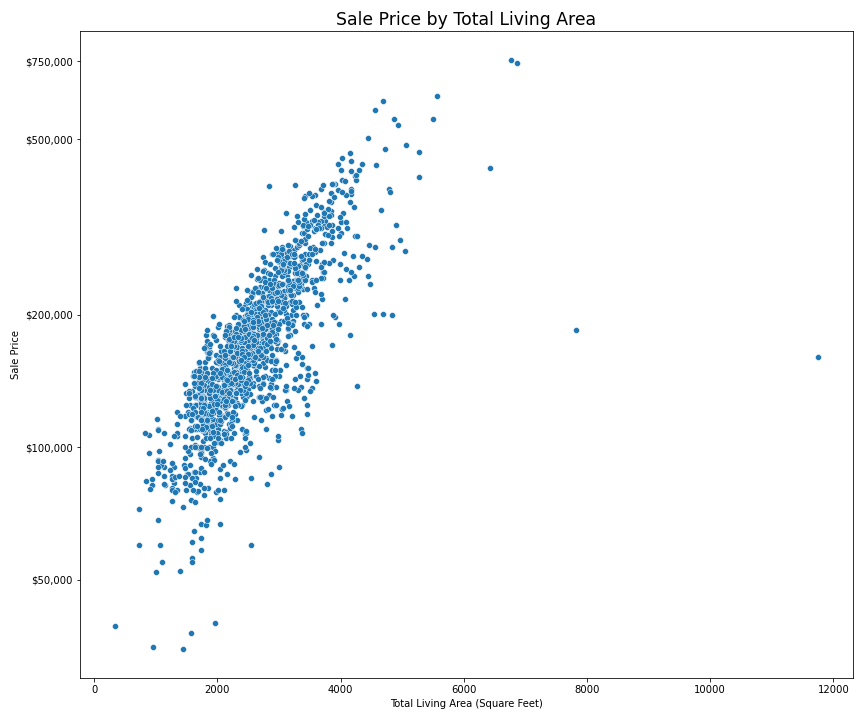 Sale Price by Total Living Area
$750,000
$500,000
$200,000
$100,000
$50,000
Sale Price
0 2000 4000 6000 8000 10000 12000
Total Living Area (Square Feet)